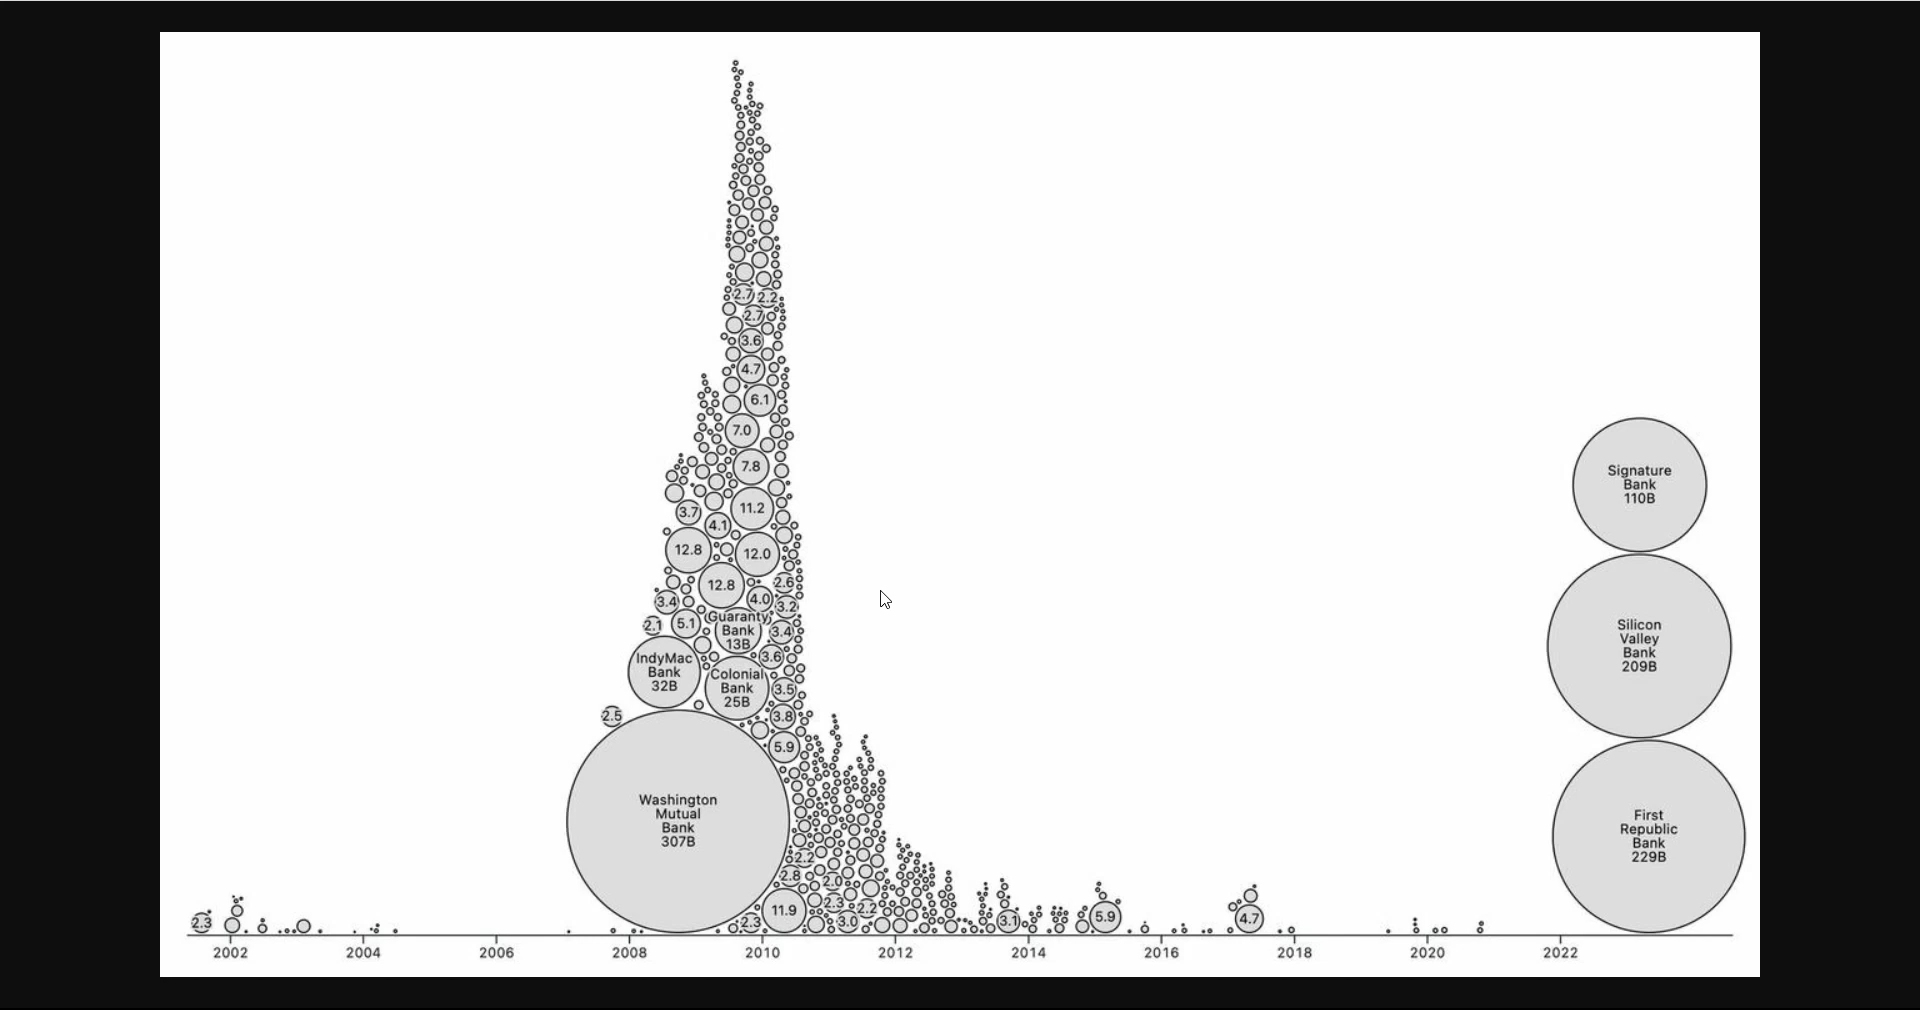 2.7
2.2
2.7
3.6
4.7
6.1
7.0
7.8
11.2
3.7
4.1
12.8
12.0
12.8
2.6
4.0
3.4
3.2
2.1
5.1
Guaranty
Bank
13B
3.4
3.6
IndyMac
Bank
32B
Colonial
Bank
25B
3.5
2.5
3.8
5.9
Washington
Mutual
Bank
307B
2.2
2.8
2.0
2.3
11.9
2.3
3.0
2.2
2.3
3.1
5.9
4.7
Signature
Bank
110B
Silicon
Valley
Bank
209B
First
Republic
Bank
229B
2002
2004
2006
2008
2010
2012
2014
2016
2018
2020
2022